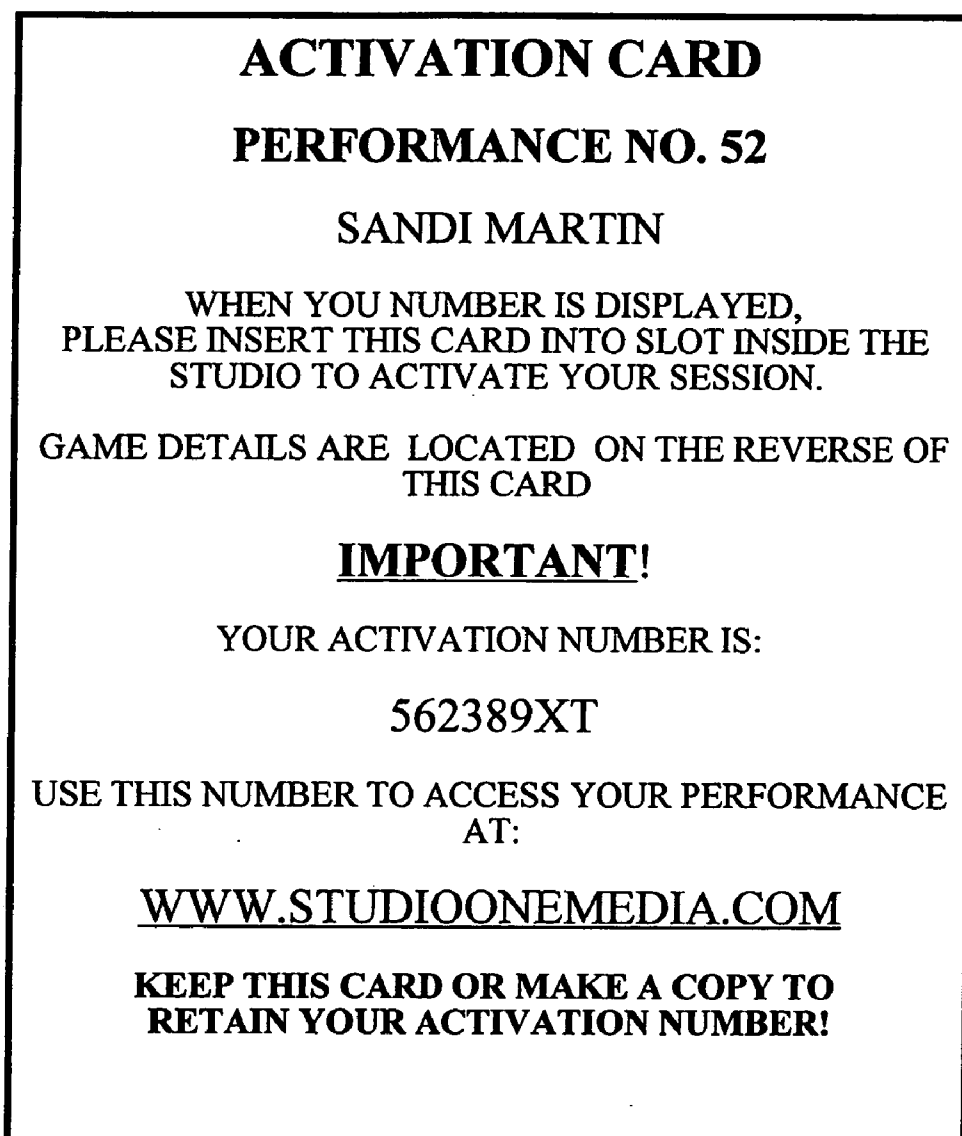 ACTIVATION CARD
PERFORMANCE NO. 52
SANDI MARTIN
WHEN YOU NUMBER IS DISPLAYED,
PLEASE INSERT THIS CARD INTO SLOT INSIDE THE
STUDIO TO ACTIVATE YOUR SESSION.
GAME DETAILS ARE LOCATED ON THE REVERSE OF
THIS CARD
IMPORTANT!
YOUR ACTIVATION NUMBER IS:
562389XT
USE THIS NUMBER TO ACCESS YOUR PERFORMANCE
AT:
WWW.STUDIOONEMEDIA.COM
KEEP THIS CARD OR MAKE A COPY TO
RETAIN YOUR ACTIVATION NUMBER!